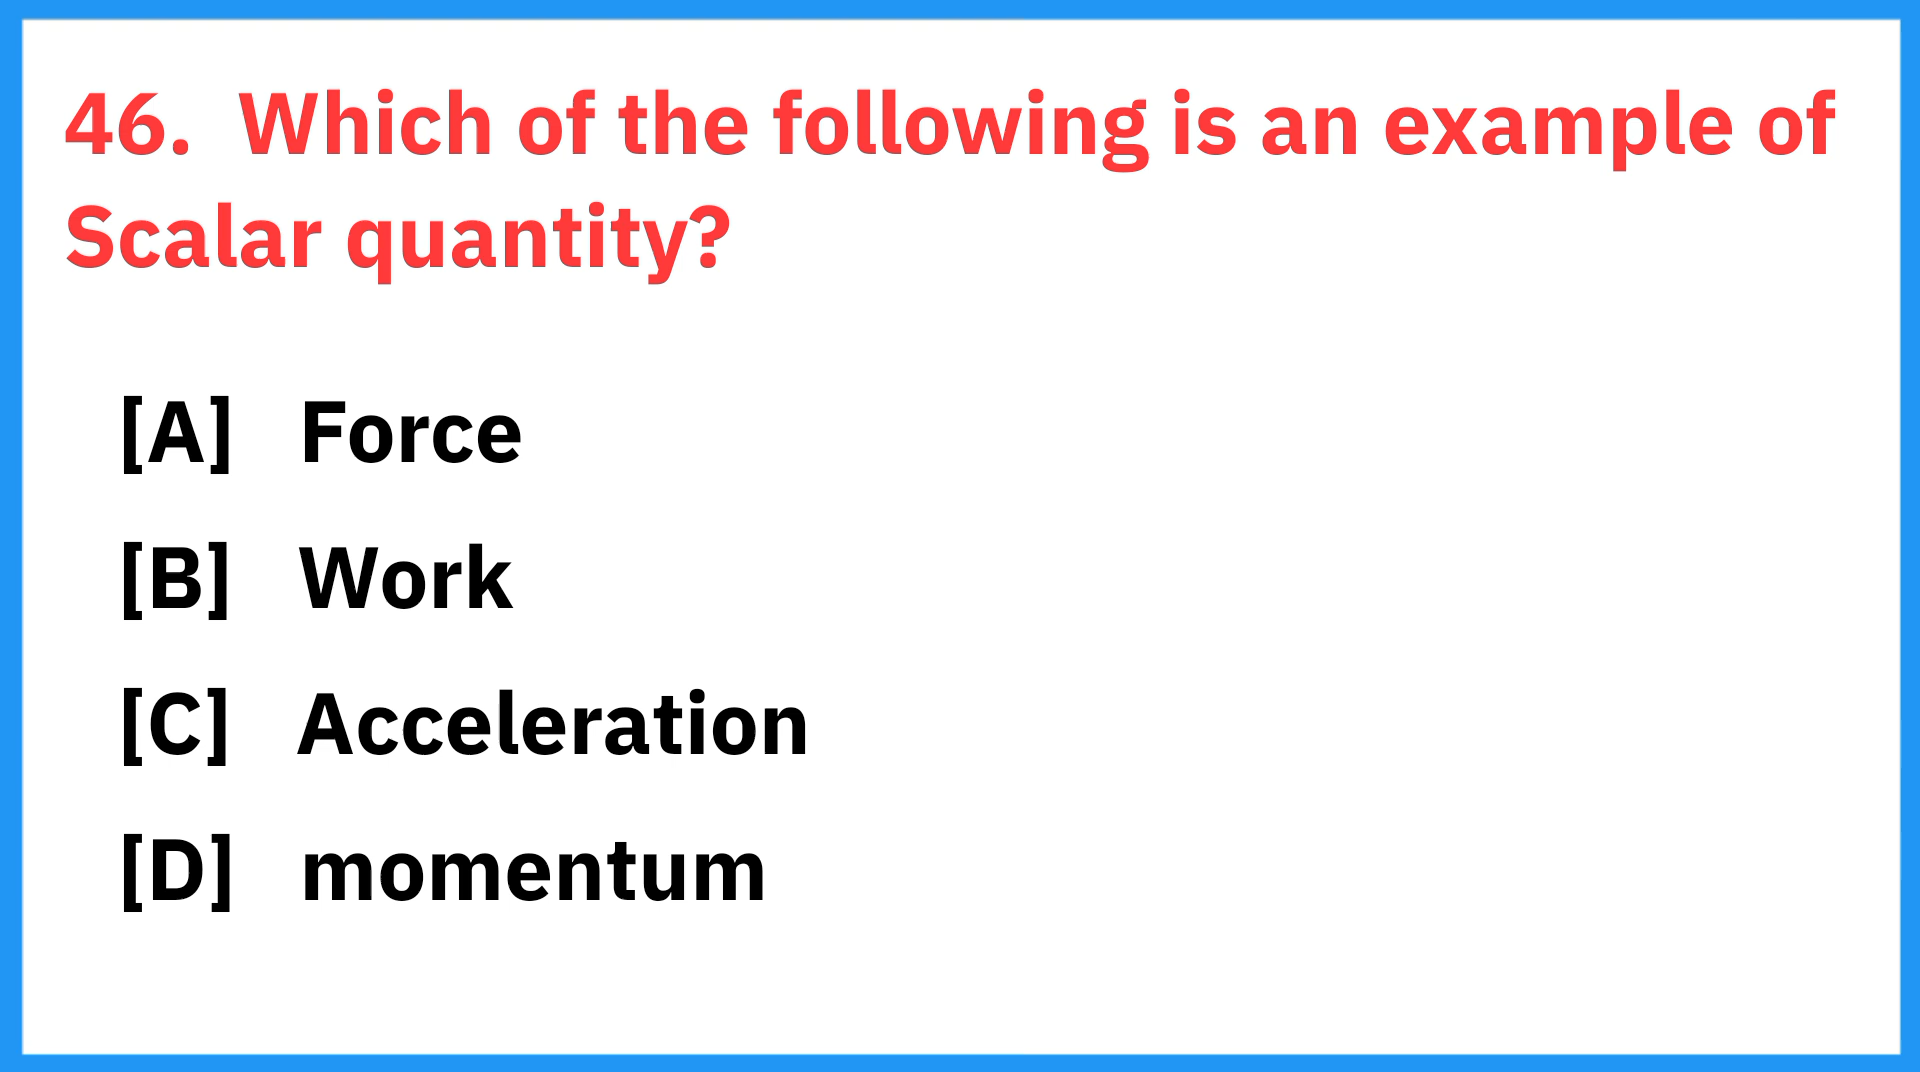 46. Which of the following is an example of
Scalar quantity?
[A] Force
[B] Work
[C] Acceleration
[D] momentum